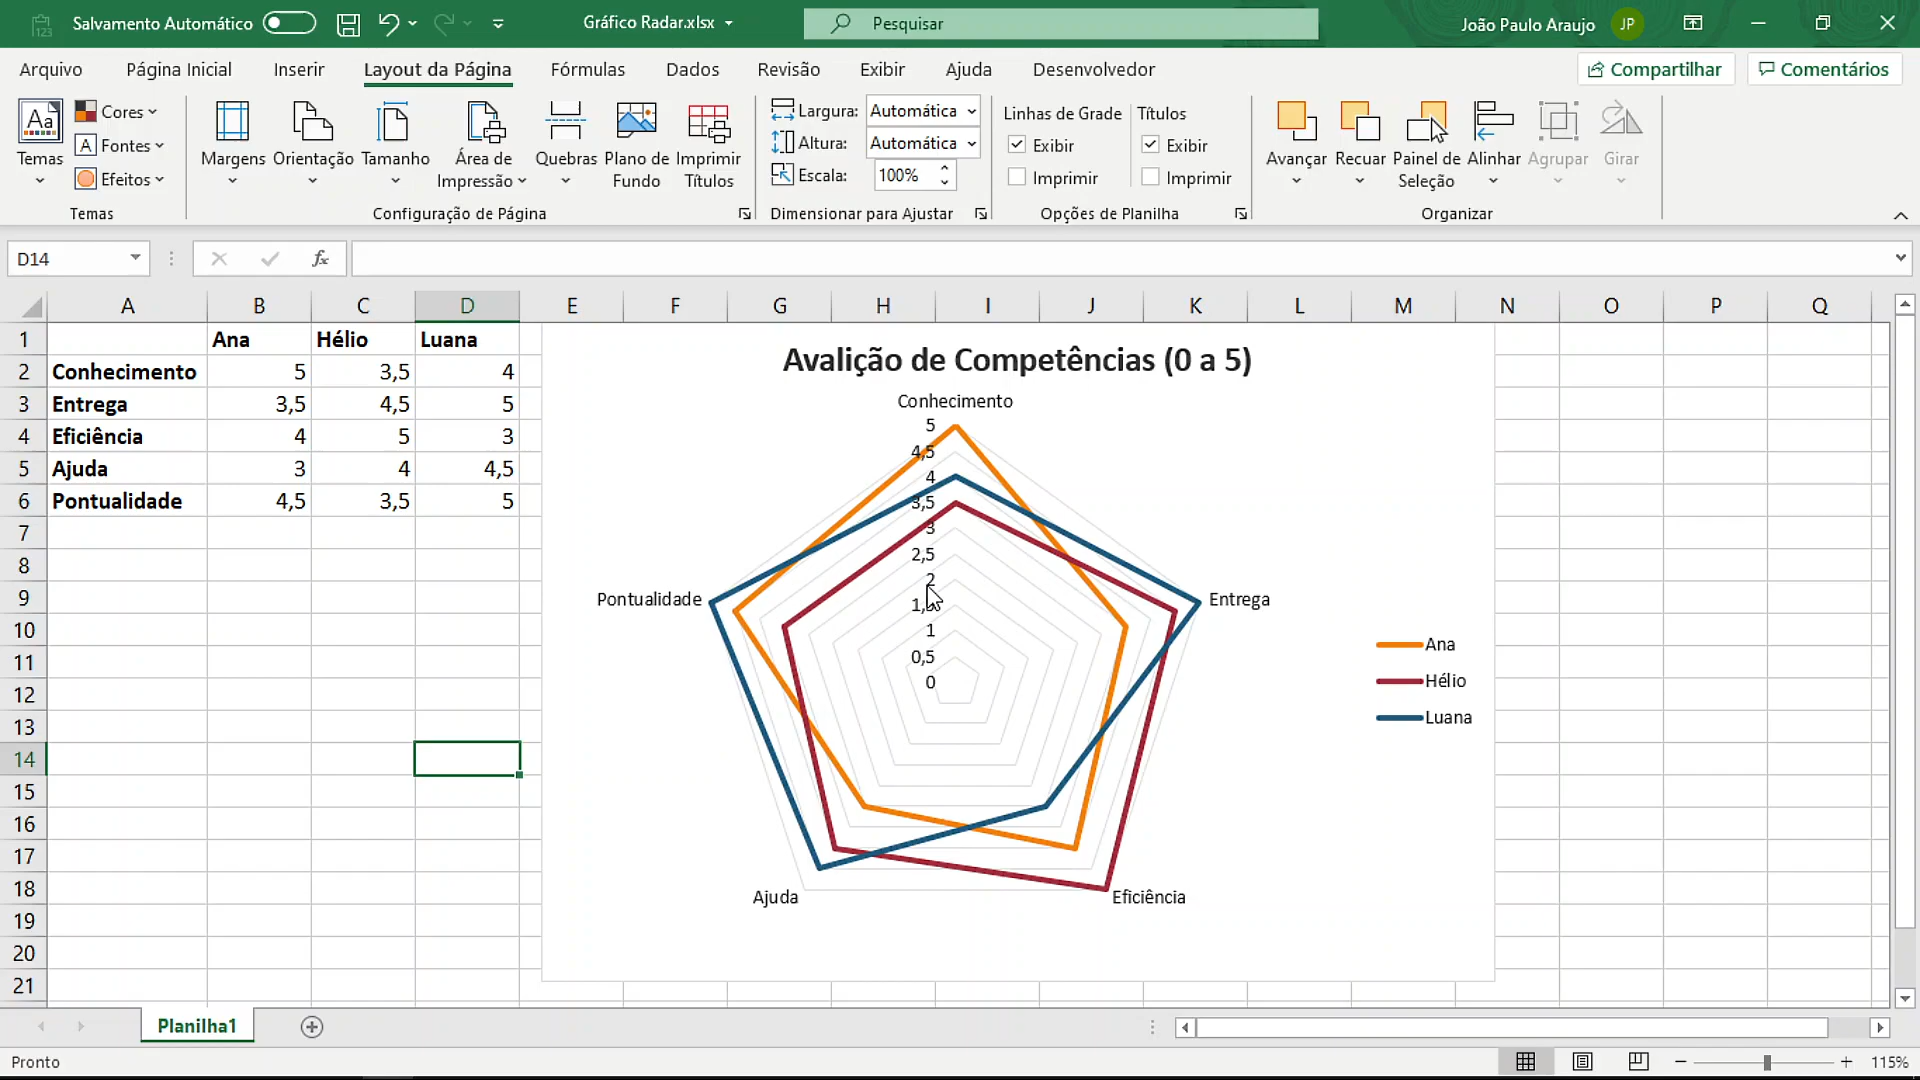 Salvamento Automático
Gráfico Radar.xlsx
Pesquisar
João Paulo Araujo JP
Arquivo Página Inicial Inserir Layout da Página Fórmulas Dados Revisão Exibir Ajuda Desenvolvedor
Compartilhar Comentários
Aa
Temas
Cores
A Fontes
Efeitos
Temas
Margens
Orientação
Tamanho
Área de
Impressão
Quebras
Plano de
Fundo
Imprimir
Títulos
Configuração de Página
Largura: Automática
Altura: Automática
Escala: 100%
Dimensionar para Ajustar
Linhas de Grade
Exibir
Imprimir
Títulos
Exibir
Imprimir
Opções de Planilha
Avançar
Recuar
Painel de
Seleção
Alinhar
Agrupar
Girar
Organizar
D14
fx
A B C D E F G H I J K L M N O P Q
1 Ana Hélio Luana
2 Conhecimento 5 3,5 4
3 Entrega 3,5 4,5 5
4 Eficiência 4 5 3
5 Ajuda 3 4 4,5
6 Pontualidade 4,5 3,5 5
7
8
9
10
11
12
13
14
15
16
17
18
19
20
21
Avalição de Competências (0 a 5)
Conhecimento
5
4,5
4
3,5
3
2,5
2
1,5
1
0,5
0
Pontualidade
Entrega
Ajuda
Eficiência
Ana
Hélio
Luana
Planilha1
Pronto
115%